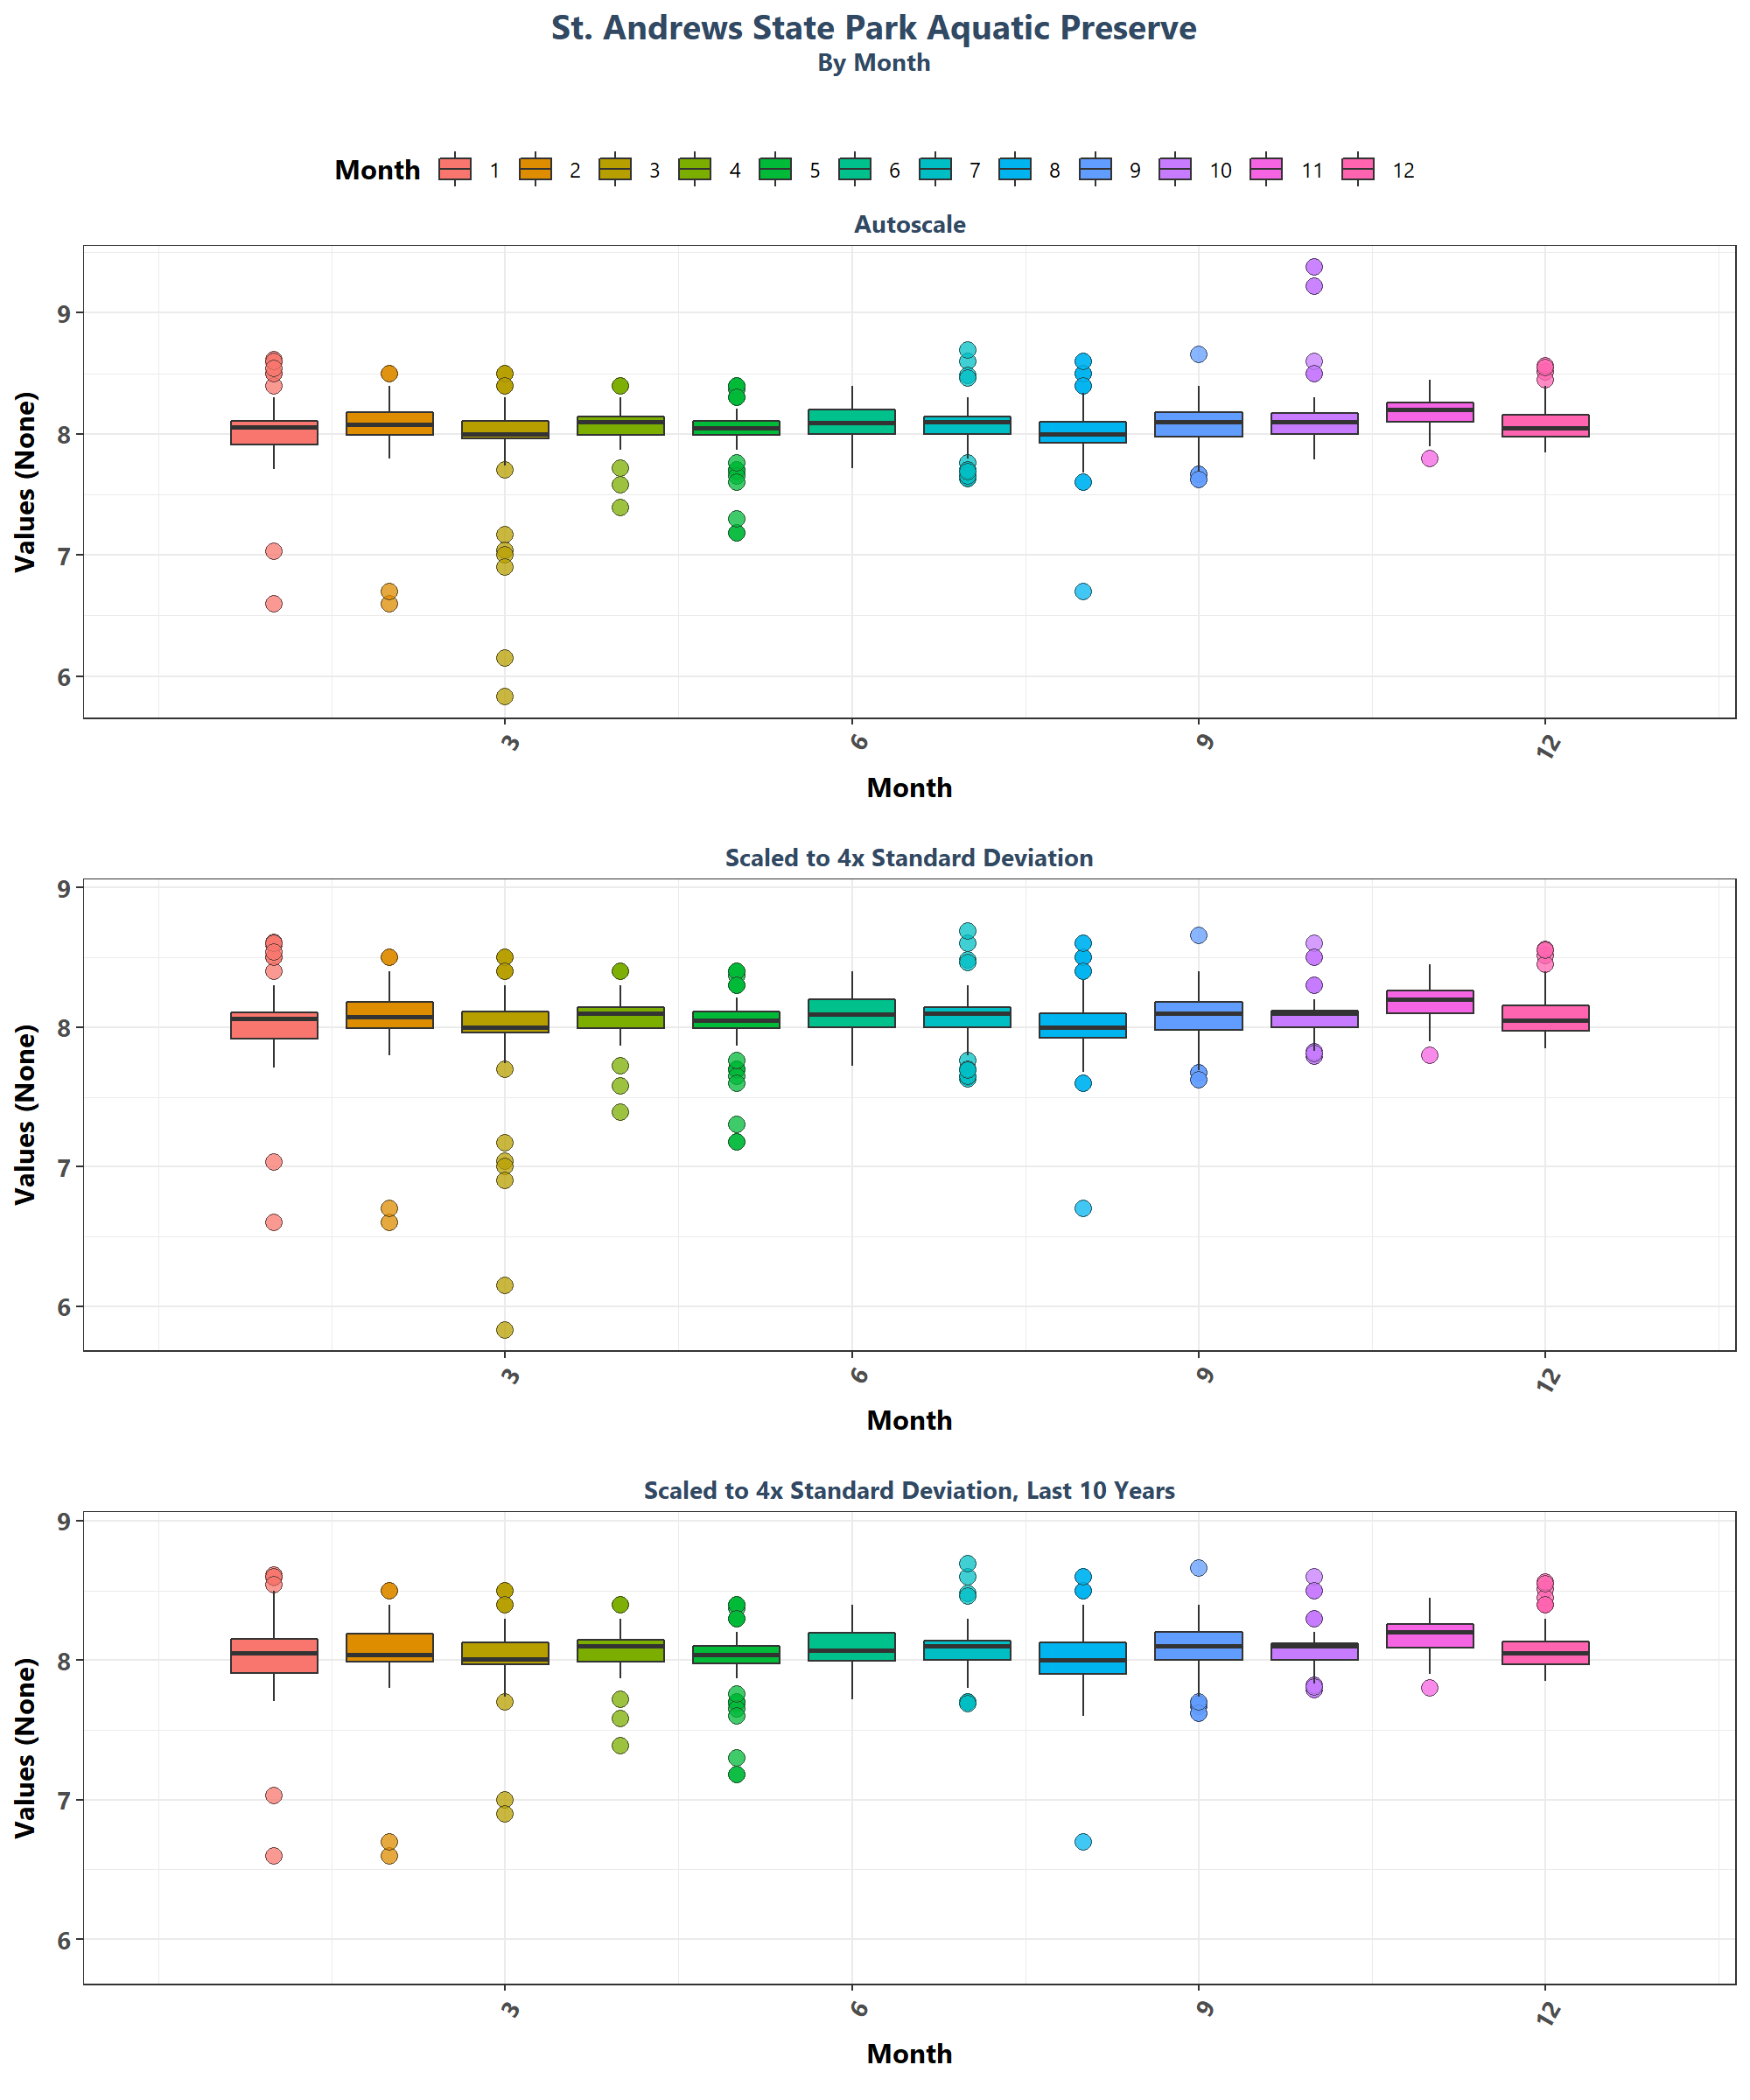 St. Andrews State Park Aquatic Preserve
By Month
Month 1 2 3 4 5 6 7 8 9 10 11 12
Autoscale
Values (None)
9
8
7
6
3 6 9 12
Month
Scaled to 4x Standard Deviation
Values (None)
9
8
7
6
3 6 9 12
Month
Scaled to 4x Standard Deviation, Last 10 Years
Values (None)
9
8
7
6
3 6 9 12
Month